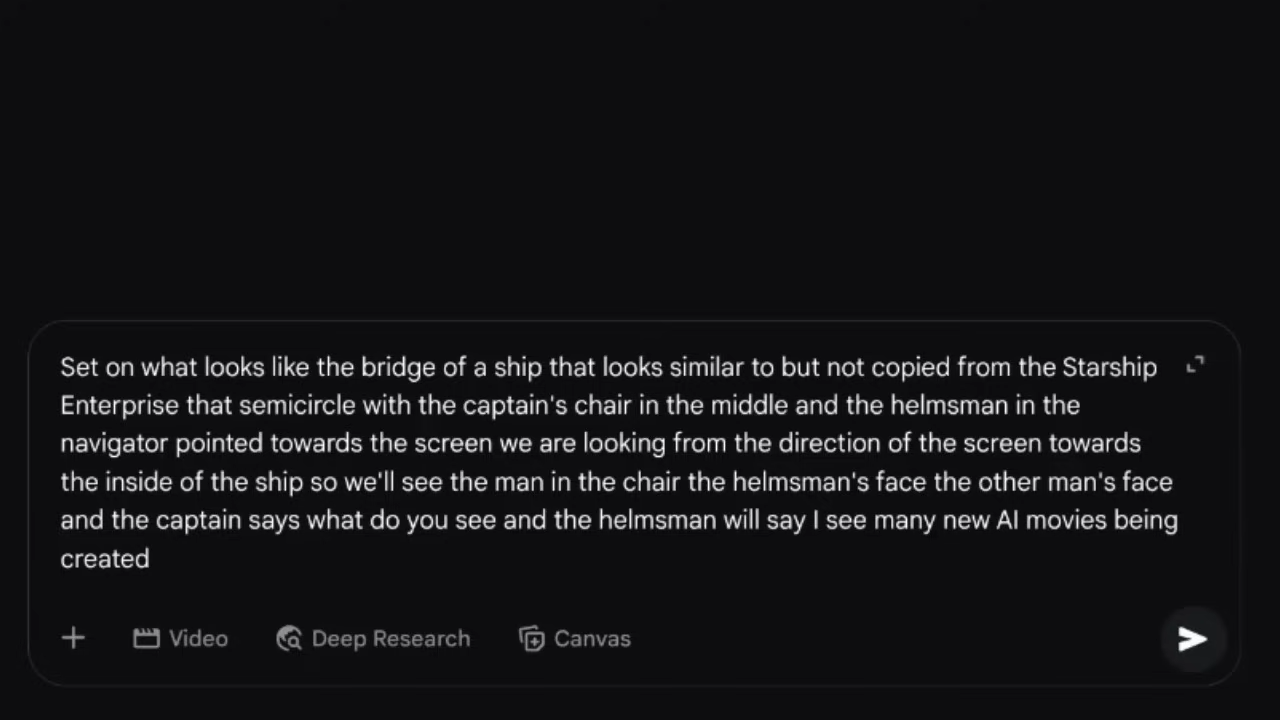 Set on what looks like the bridge of a ship that looks similar to but not copied from the Starship
Enterprise that semicircle with the captain's chair in the middle and the helmsman in the
navigator pointed towards the screen we are looking from the direction of the screen towards
the inside of the ship so we'll see the man in the chair the helmsman's face the other man's face
and the captain says what do you see and the helmsman will say I see many new AI movies being
created
Video Deep Research Canvas